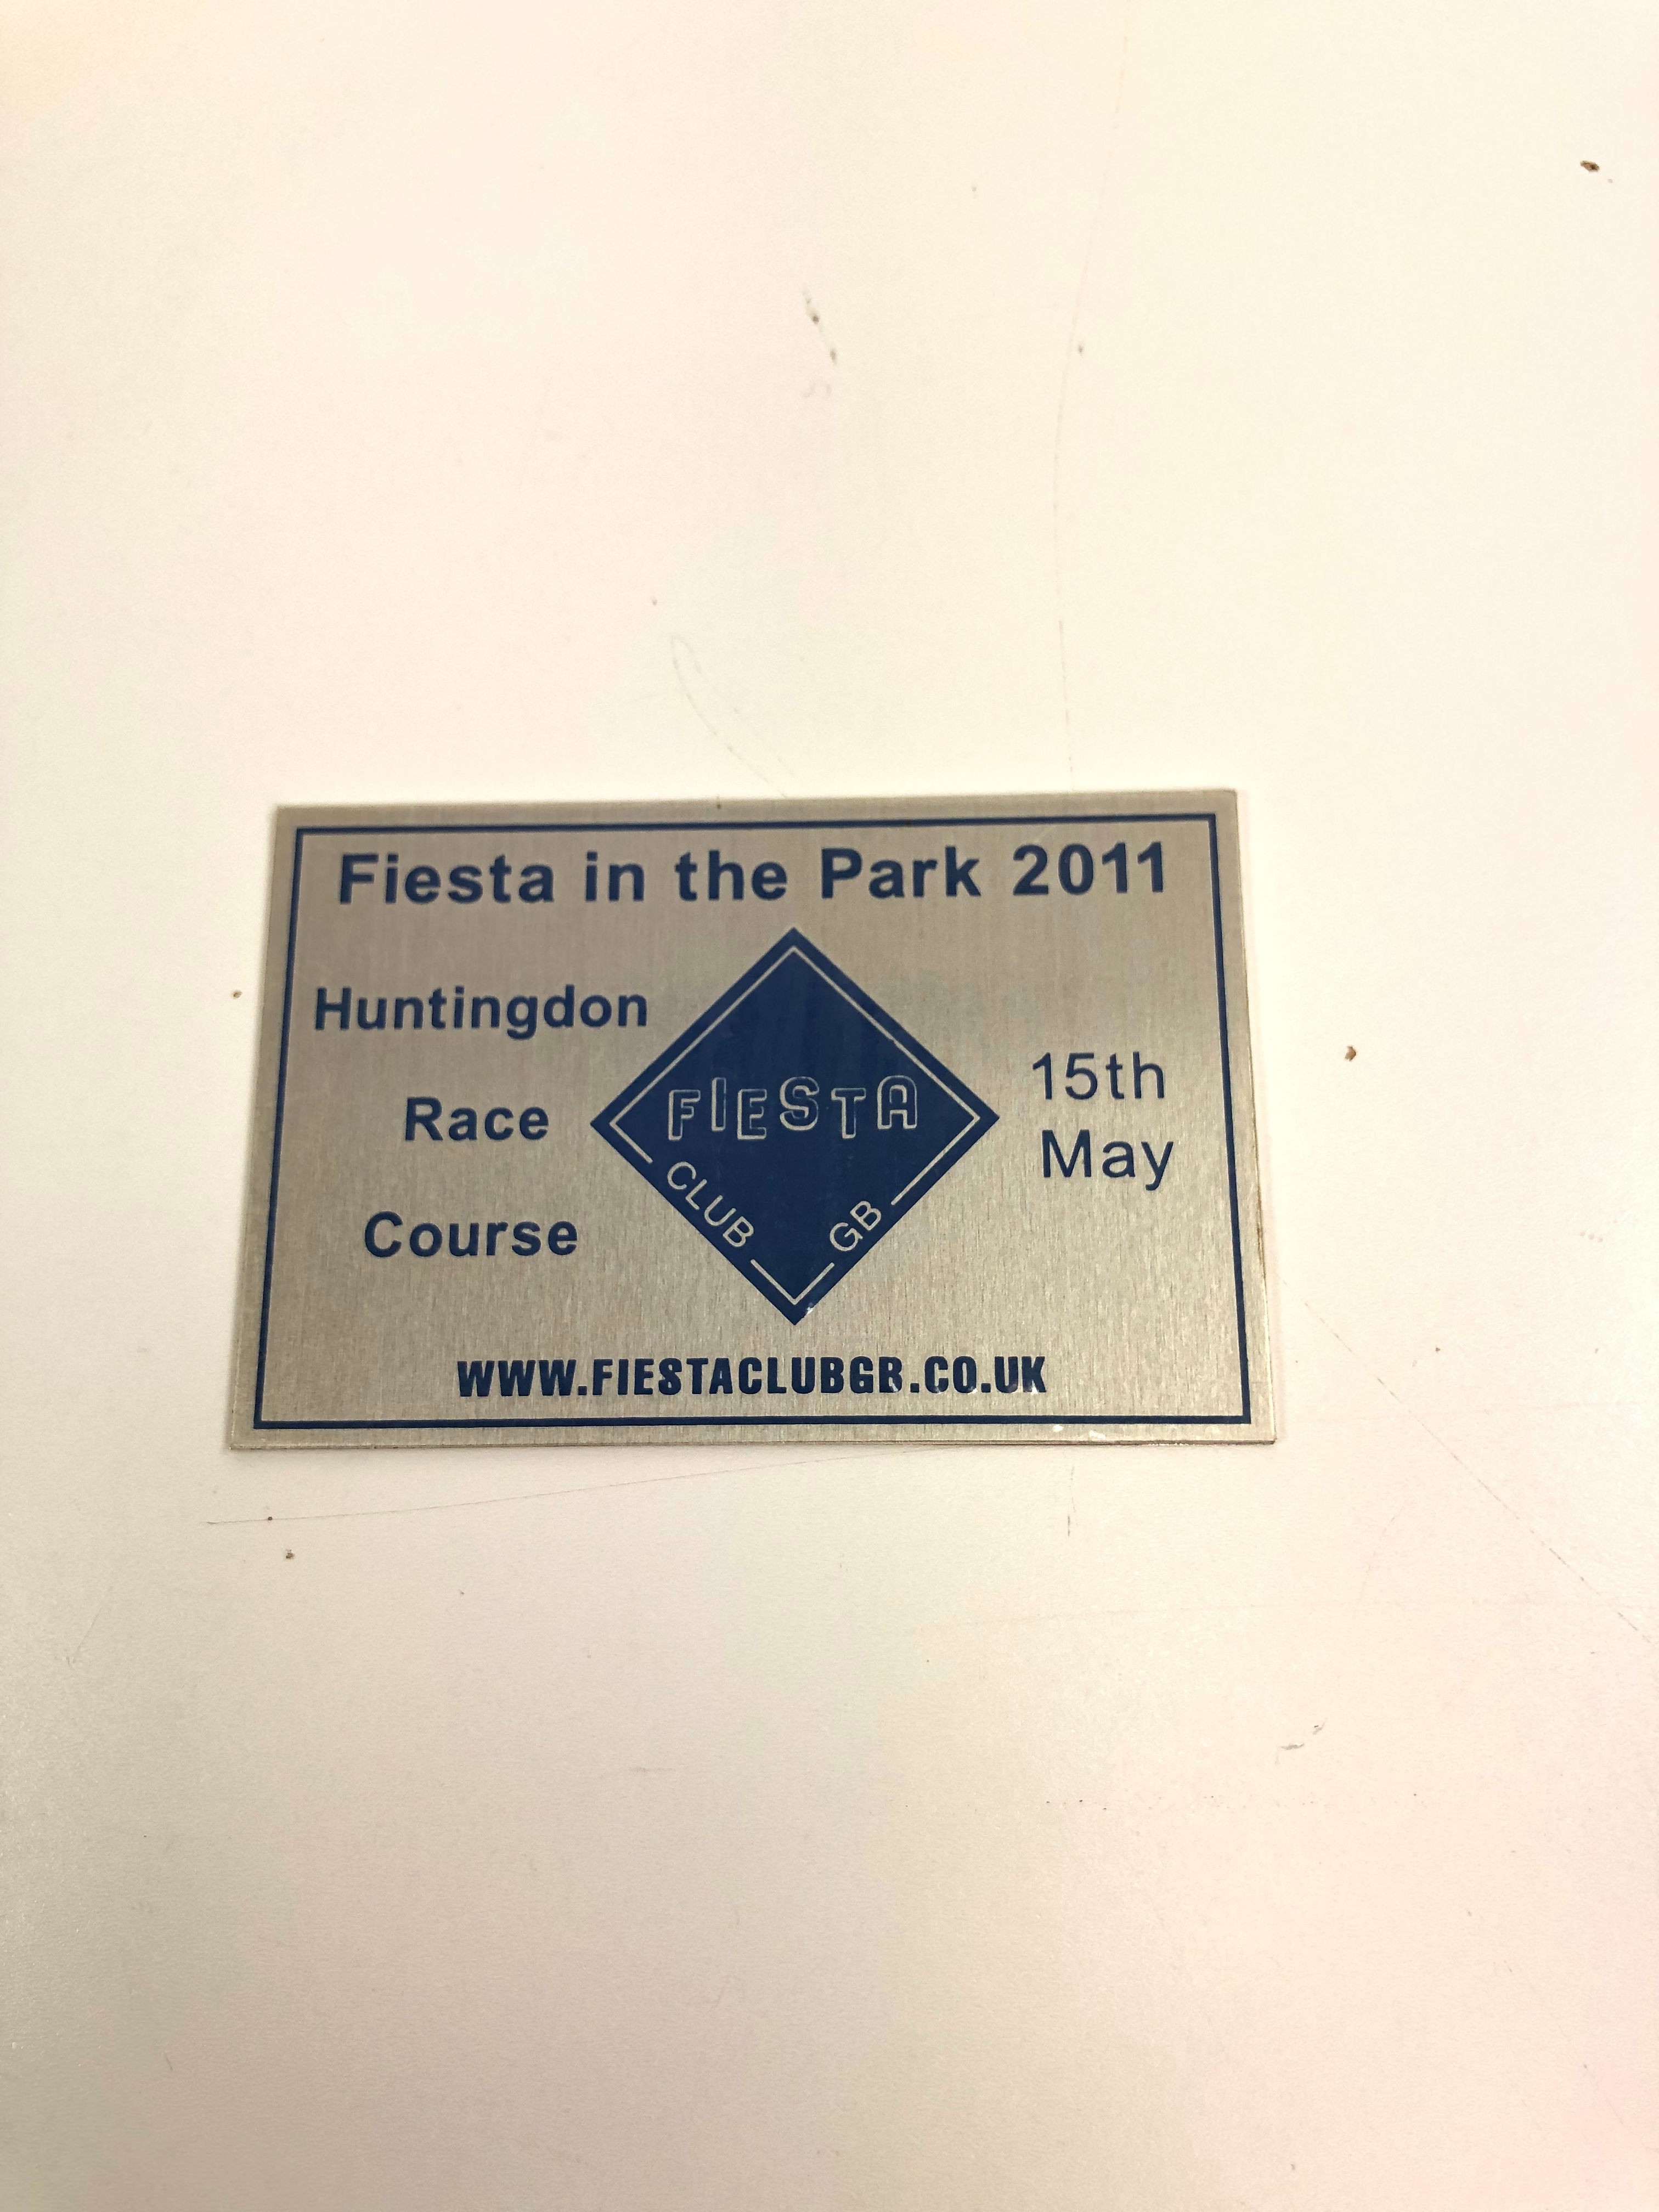 Fiesta in the Park 2011
Huntingdon
Race
Course
FIESTA
CLUB GB
15th
May
WWW.FIESTACLUBGB.CO.UK